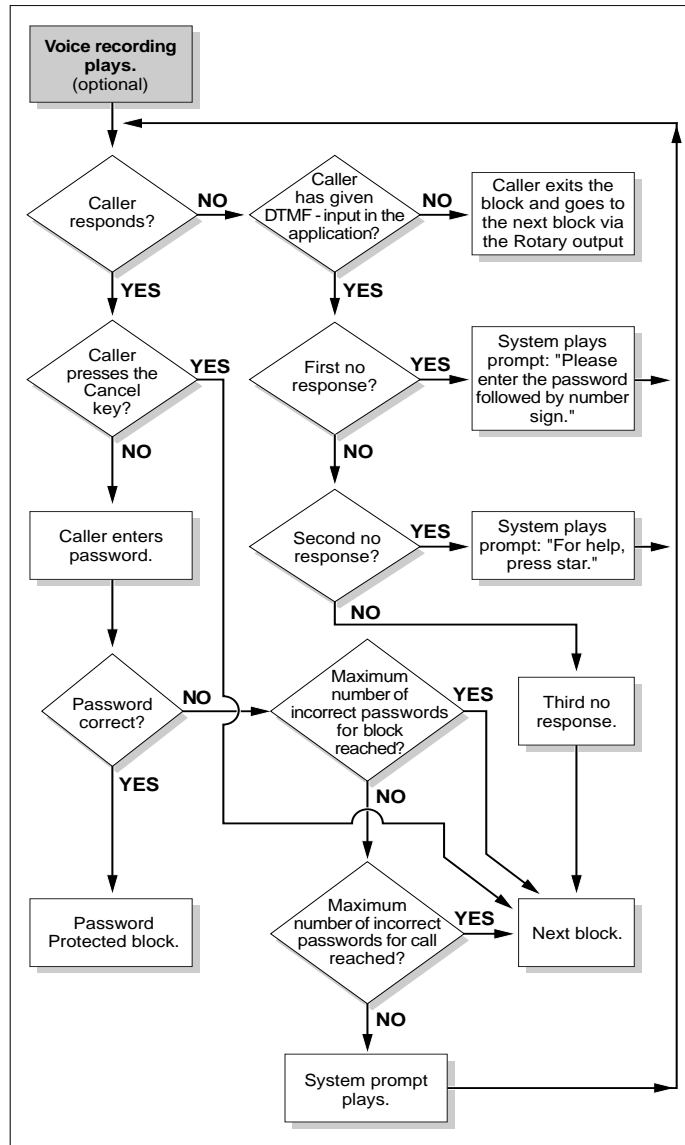 Voice recording
plays.
(optional)
Caller
responds?
NO
Caller
has given
DTMF - input in the
application?
NO
Caller exits the
block and goes to
the next block via
the Rotary output
YES
YES
Caller
presses the
Cancel
key?
YES
First no
response?
YES
System plays
prompt: "Please
enter the password
followed by number
sign."
NO
NO
Caller enters
password.
Second no
response?
YES
System plays
prompt: "For help,
press star."
NO
Password
correct?
NO
Maximum
number of
incorrect passwords
for block
reached?
YES
Third no
response.
YES
NO
Password
Protected block.
Maximum
number of incorrect
passwords for call
reached?
YES
Next block.
NO
System prompt
plays.